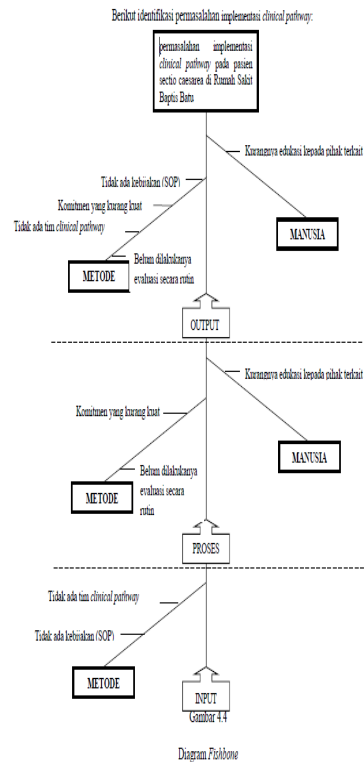 Berikut identifikasi permasalahan implementasi clinical pathway:
permasalahan implementasi
clinical pathway pada pasien
sectio caesarea di Rumah Sakit
Baptis Batu
Kurangnya edukasi kepada pihak terkait
Tidak ada kebijakan (SOP)
Komitmen yang kurang kuat
Tidak ada tim clinical pathway
MANUSIA
Belum dilakukanya
evaluasi secara rutin
METODE
OUTPUT
Kurangnya edukasi kepada pihak terkait
Komitmen yang kurang kuat
MANUSIA
Belum dilakukanya
evaluasi secara
rutin
METODE
PROSES
Tidak ada tim clinical pathway
Tidak ada kebijakan (SOP)
METODE
INPUT
Gambar 4.4
Diagram Fishbone